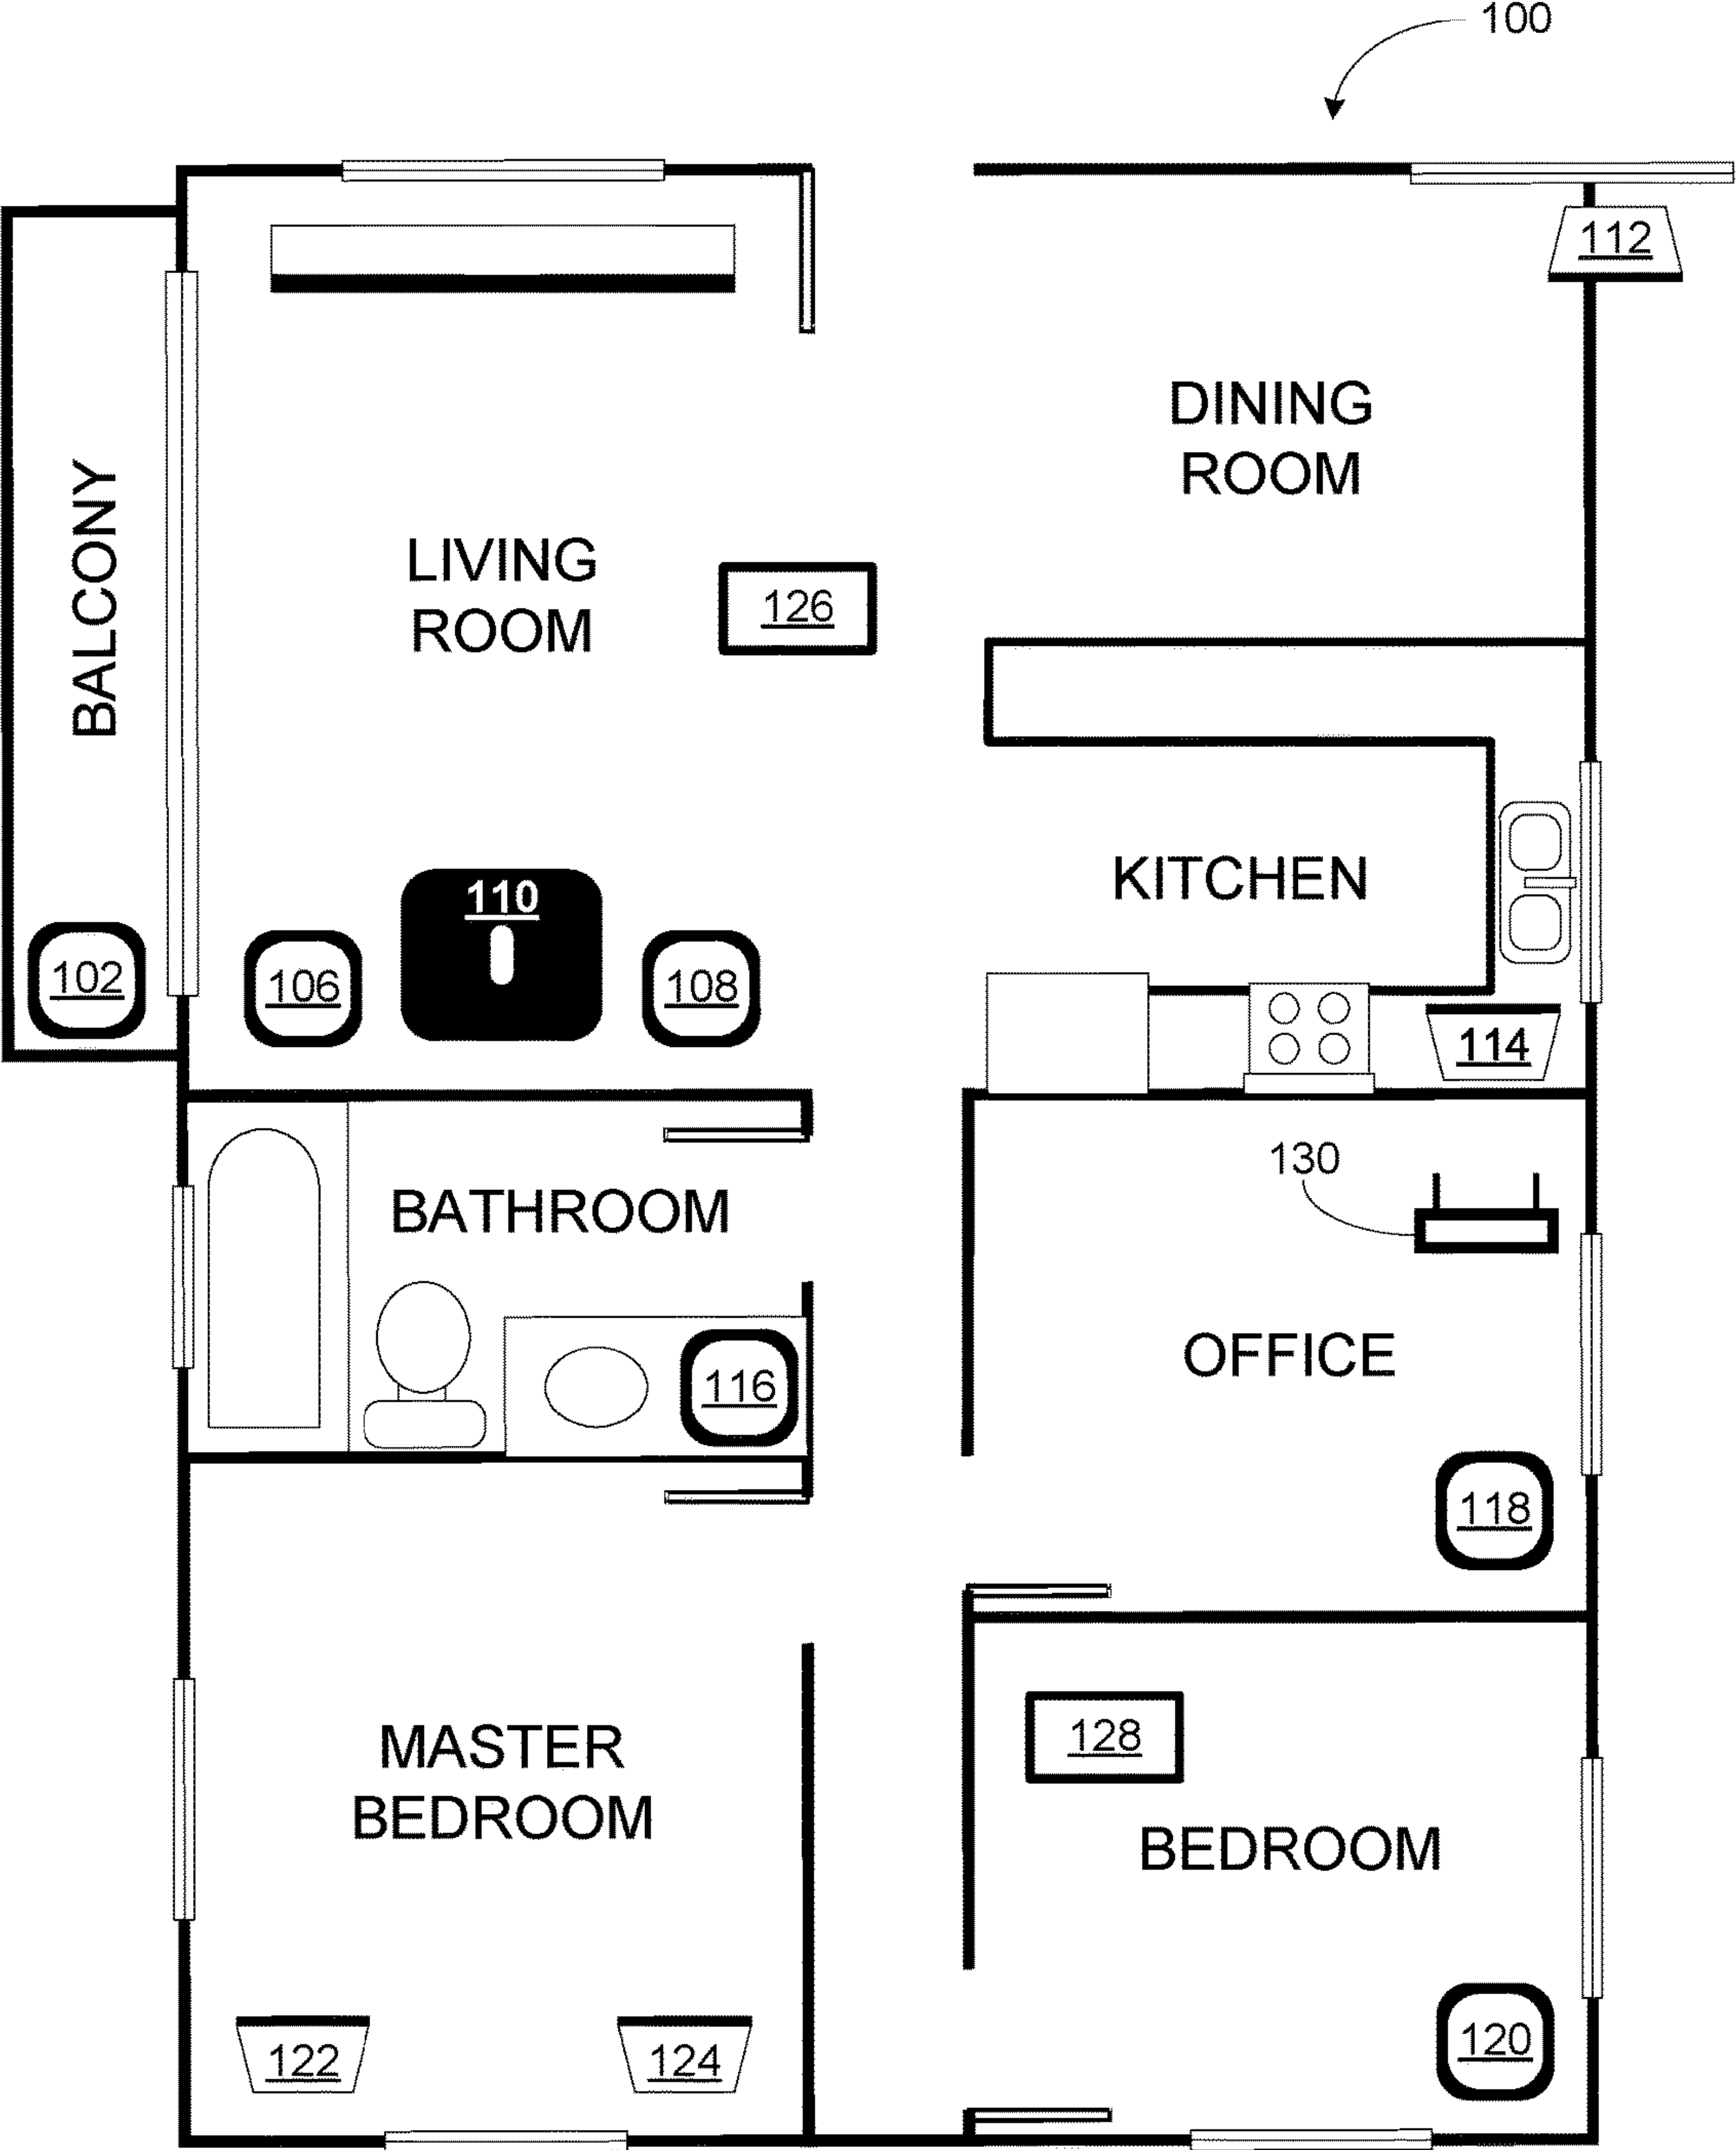 100
112
DINING
ROOM
BALCONY
LIVING
ROOM
126
KITCHEN
110
102
106
108
114
130
BATHROOM
OFFICE
116
118
128
MASTER
BEDROOM
BEDROOM
122
124
120